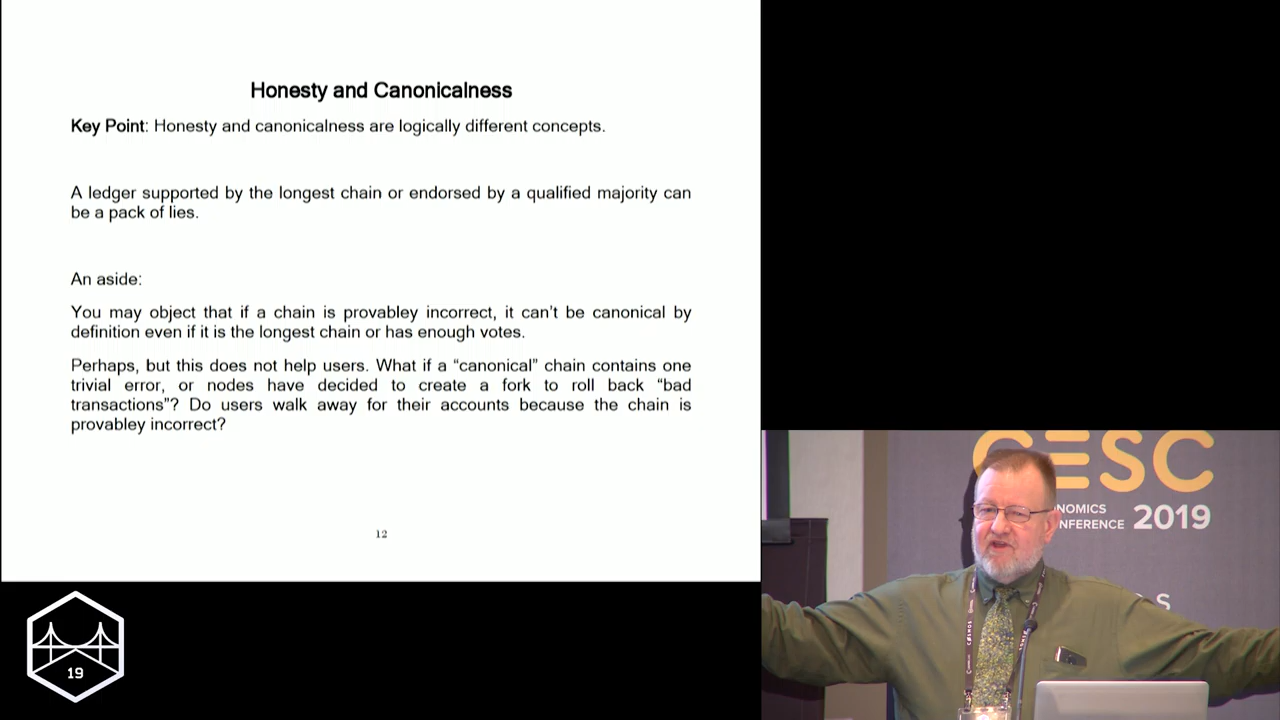 Honesty and Canonicalness
Key Point: Honesty and canonicalness are logically different concepts.
A ledger supported by the longest chain or endorsed by a qualified majority can
be a pack of lies.
An aside:
You may object that if a chain is provabley incorrect, it can't be canonical by
definition even if it is the longest chain or has enough votes.
Perhaps, but this does not help users. What if a “canonical” chain contains one
trivial error, or nodes have decided to create a fork to roll back “bad
transactions”? Do users walk away for their accounts because the chain is
provabley incorrect?
12
CESC
NOMICS
NFERENCE 2019
S
COSMOS
19